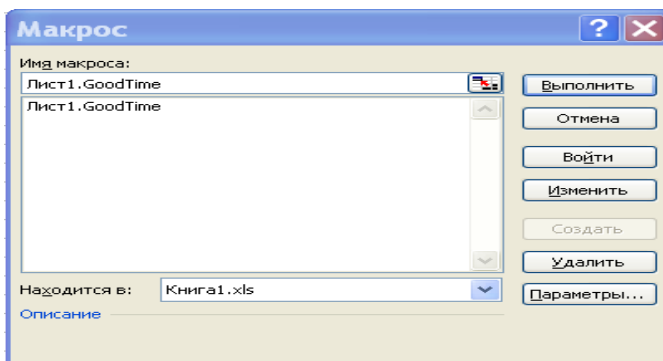 Макрос
Имя макроса:
Лист1.GoodTime
Лист1.GoodTime
Выполнить
Отмена
Войти
Изменить
Создать
Удалить
Находится в:
Книга1.xls
Параметры...
Описание